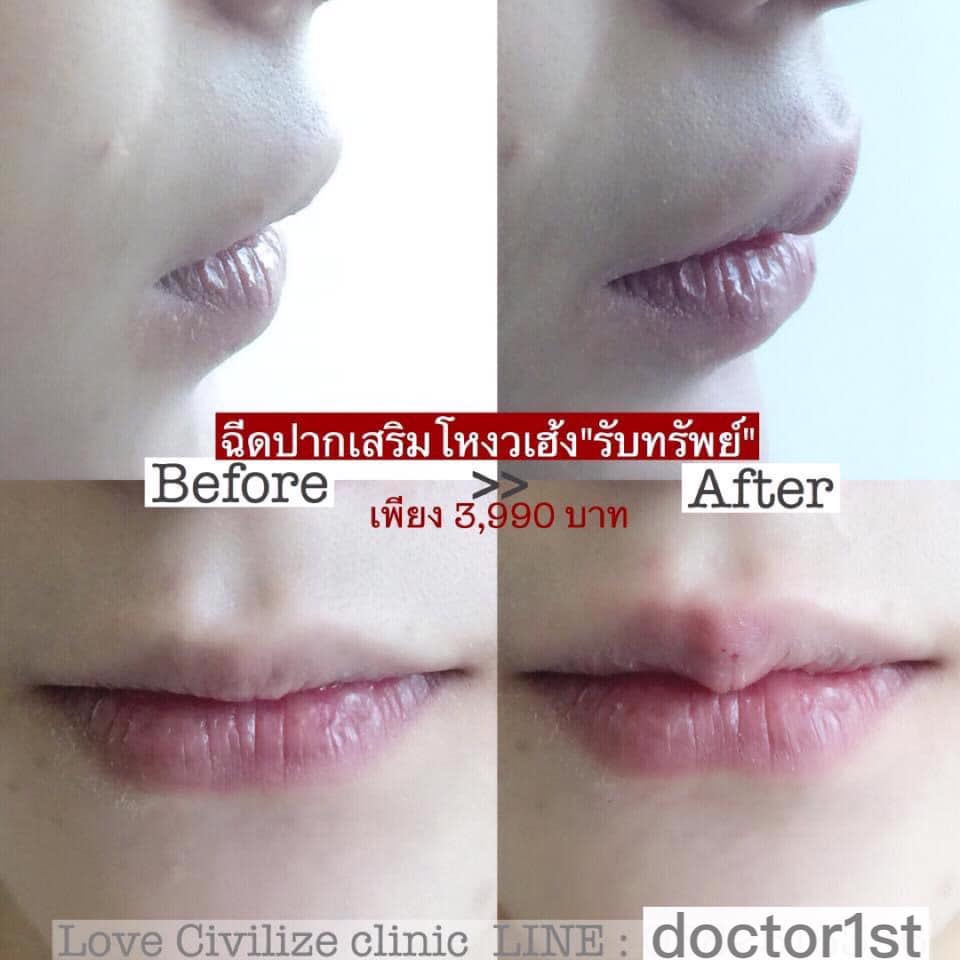 ฉีดปากเสริมโหงวเฮ้ง"รับทรัพย์"
Before >> After
เพียง 3,990 บาท
Love Civilize clinic LINE : doctor1st